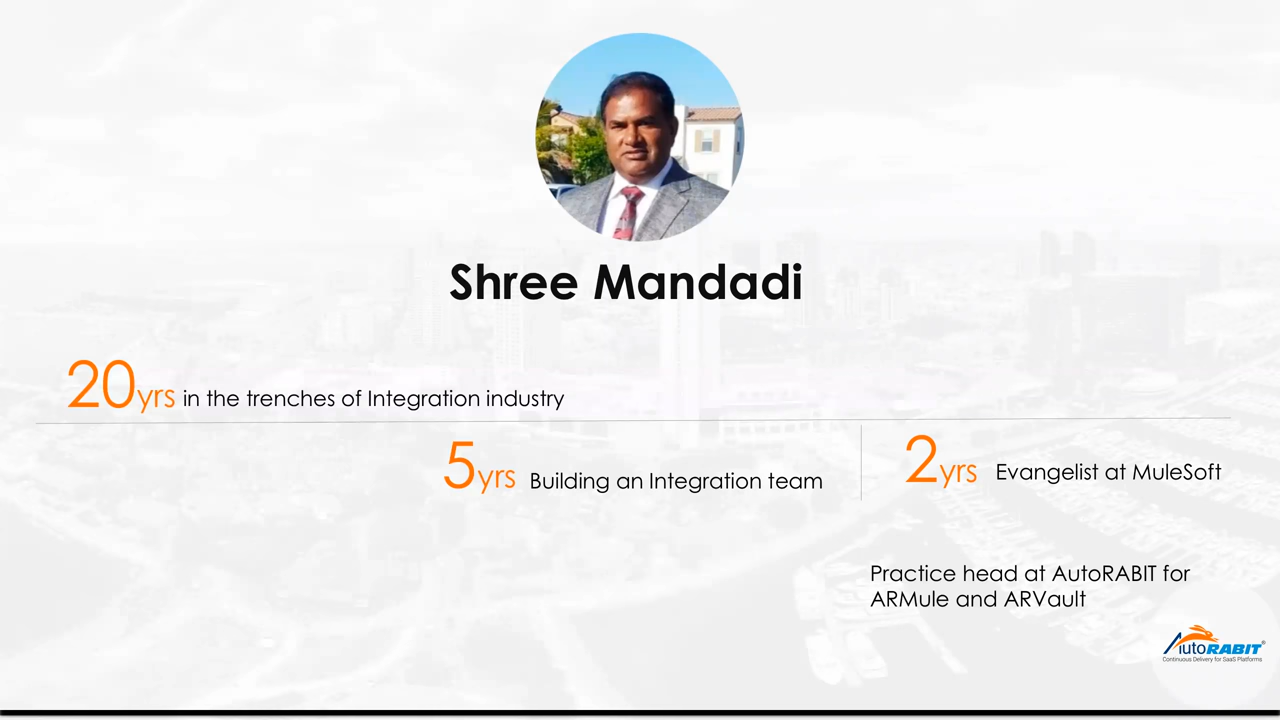 Shree Mandadi
20yrs in the trenches of Integration industry
5yrs Building an Integration team
2yrs Evangelist at MuleSoft
Practice head at AutoRABIT for
ARMule and ARVault
AutoRABIT®
Continuous Delivery for SaaS Platforms